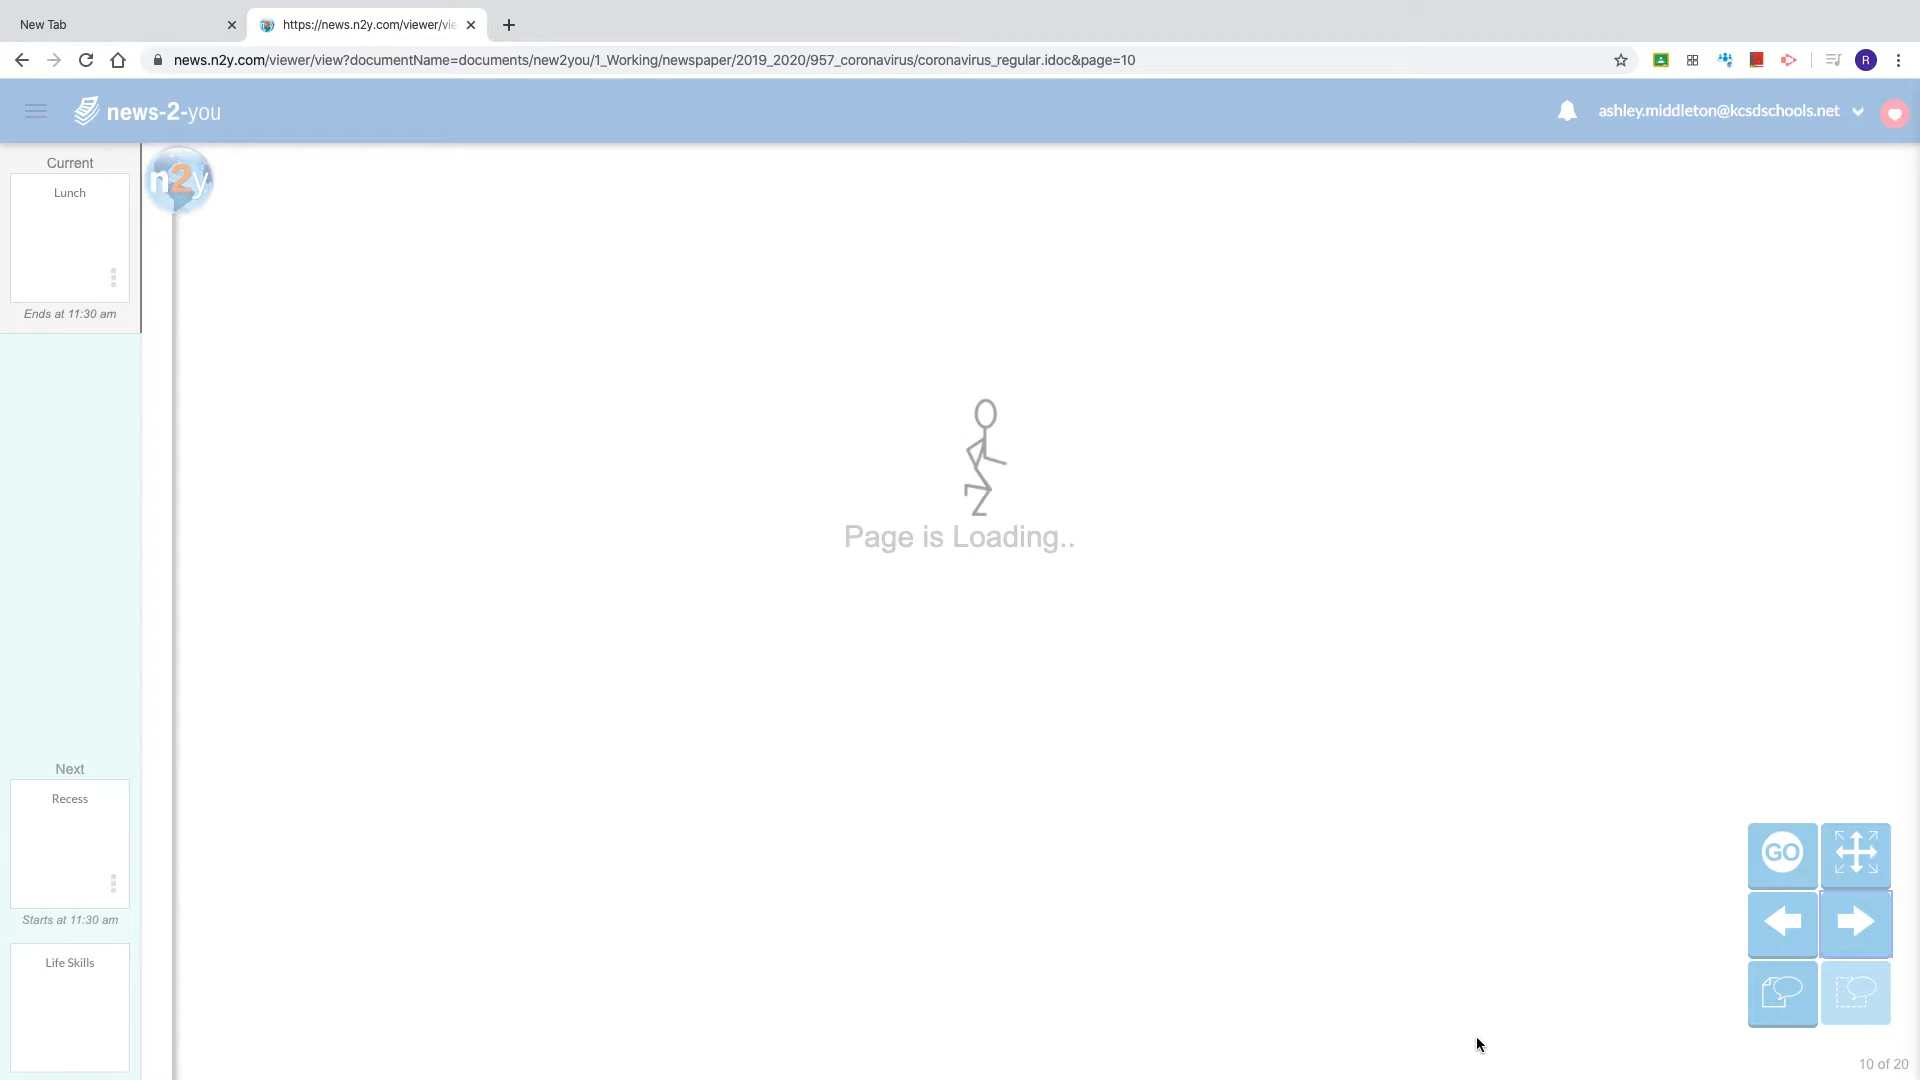 New Tab
https://news.n2y.com/viewer/vie
news.n2y.com/viewer/view?documentName=documents/new2you/1_Working/newspaper/2019_2020/957_coronavirus/coronavirus_regular.idoc&page=10
R
news-2-you
ashley.middleton@kcsdschools.net
Current
n2y
Lunch
Ends at 11:30 am
Page is Loading..
Next
Recess
Starts at 11:30 am
Life Skills
GO
10 of 20